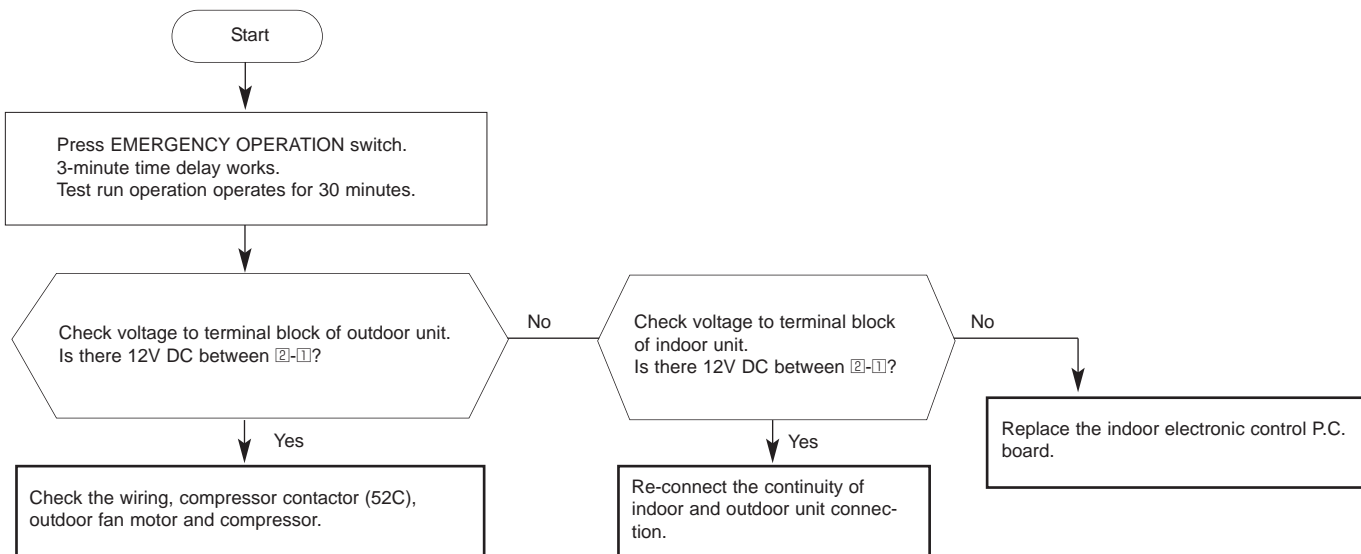 Start
Press EMERGENCY OPERATION switch.
3-minute time delay works.
Test run operation operates for 30 minutes.
Check voltage to terminal block of outdoor unit.
Is there 12V DC between 2-1?
No
Check voltage to terminal block
of indoor unit.
Is there 12V DC between 2-1?
No
Yes
Check the wiring, compressor contactor (52C),
outdoor fan motor and compressor.
Yes
Re-connect the continuity of
indoor and outdoor unit connec-
tion.
Replace the indoor electronic control P.C.
board.